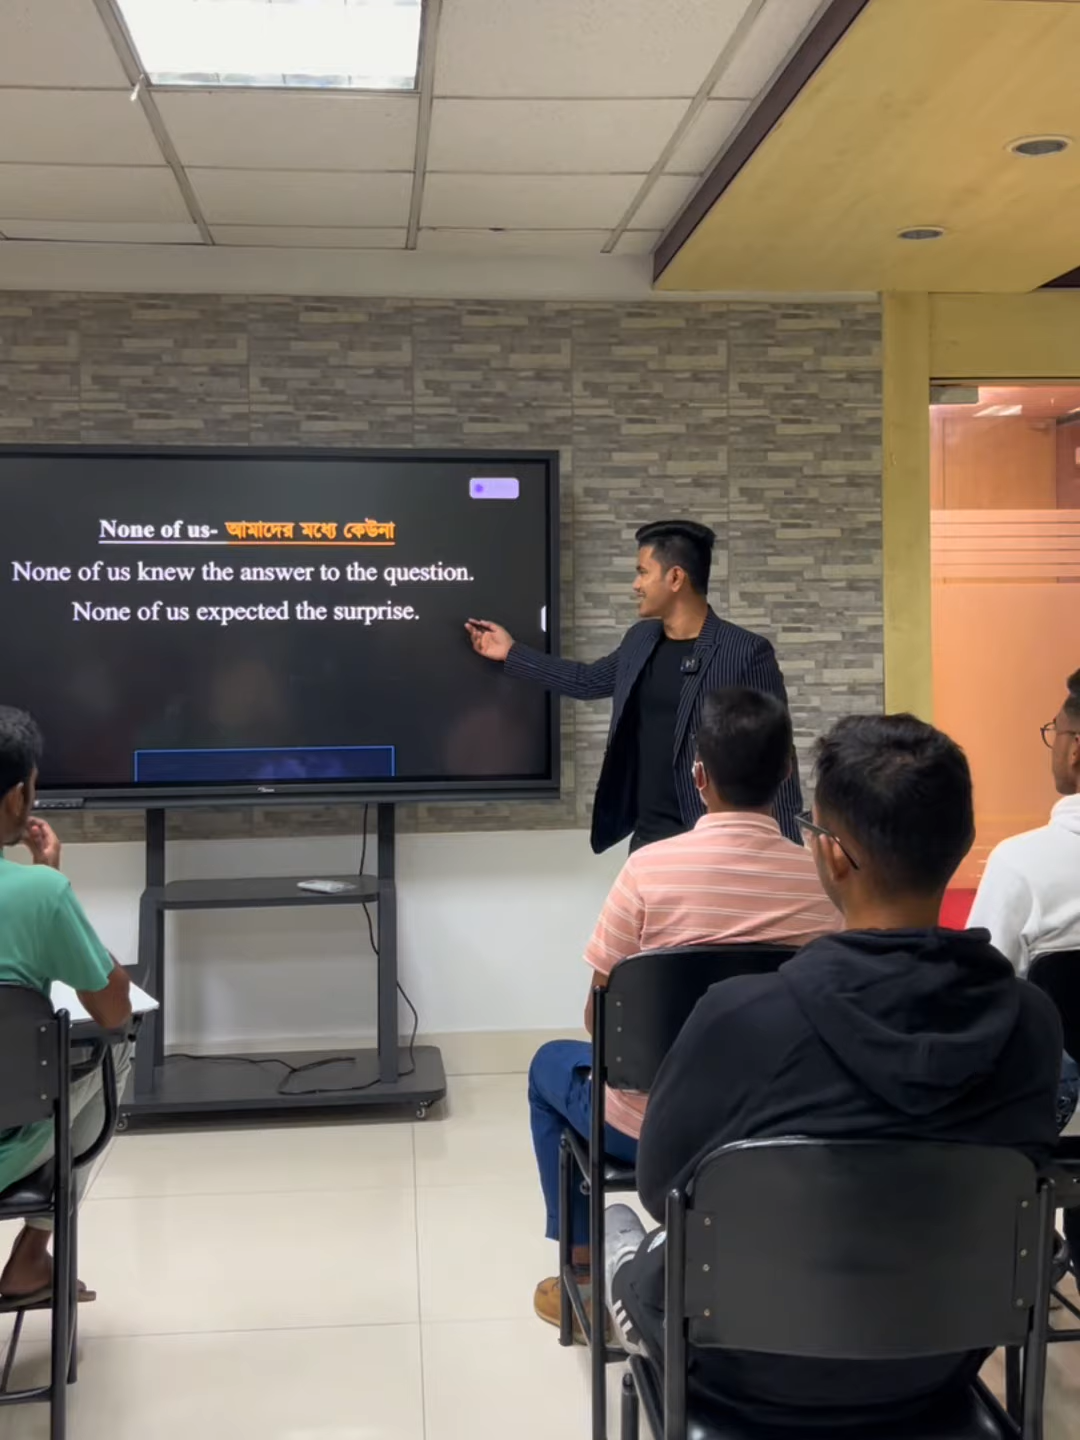 None of us- আমাদের মধ্যে কেউনা
None of us knew the answer to the question.
None of us expected the surprise.